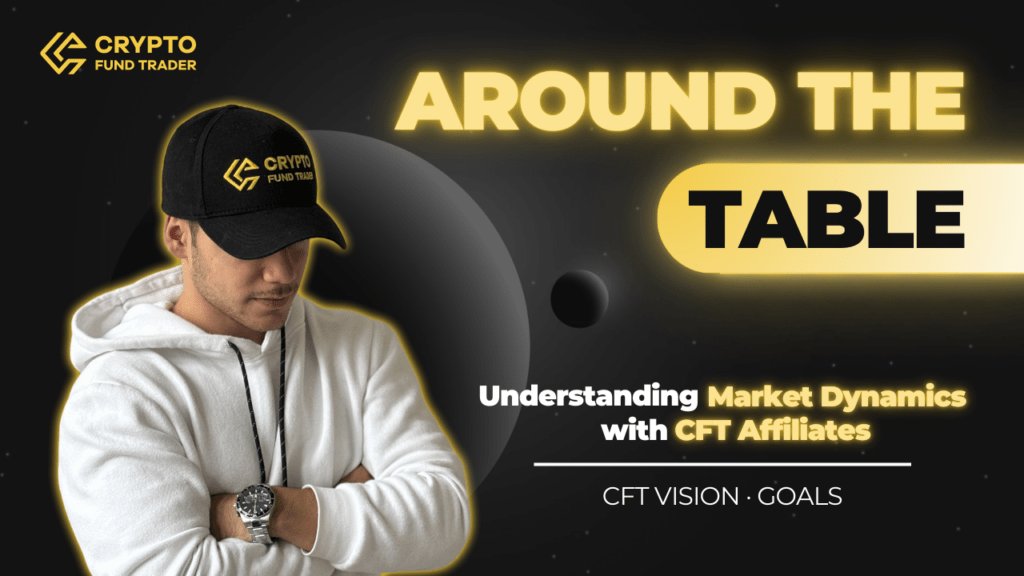 CRYPTO
FUND TRADER
AROUND THE
TABLE
CRYPTO
FUND TRADER
Understanding Market Dynamics
with CFT Affiliates
CFT VISION · GOALS